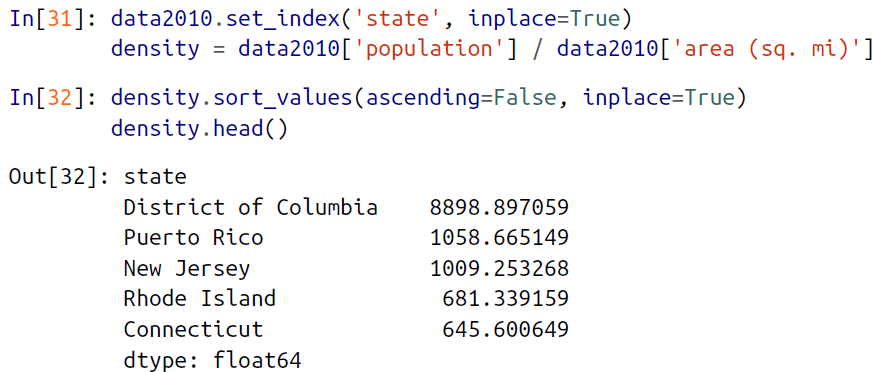 In[31]: data2010.set_index('state', inplace=True)
        density = data2010['population'] / data2010['area (sq. mi)']
In[32]: density.sort_values(ascending=False, inplace=True)
        density.head()
Out[32]: state
         District of Columbia    8898.897059
         Puerto Rico             1058.665149
         New Jersey              1009.253268
         Rhode Island             681.339159
         Connecticut              645.600649
         dtype: float64